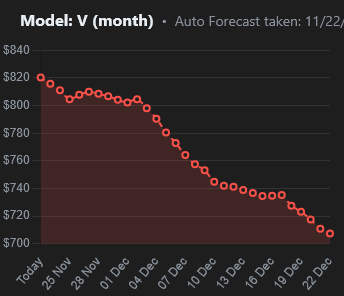 Model: V (month) • Auto Forecast taken: 11/22/
$840
$820
$800
$780
$760
$740
$720
$700
Today
25 Nov
28 Nov
01 Dec
04 Dec
07 Dec
10 Dec
13 Dec
16 Dec
19 Dec
22 Dec